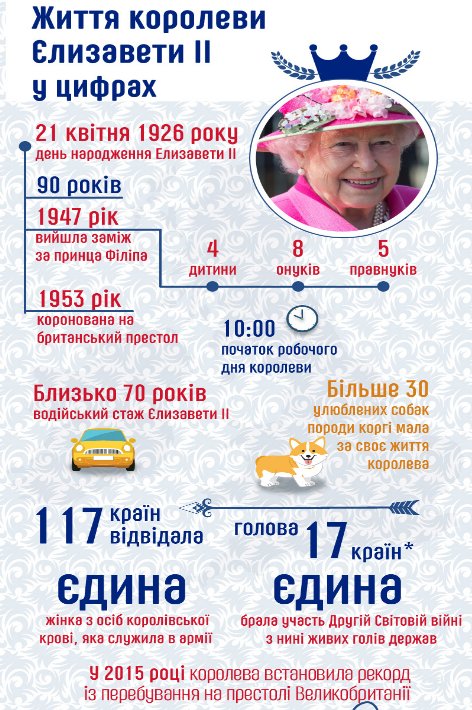 Життя королеви
Єлизавети II
у цифрах
21 квітня 1926 року
день народження Елизавети II
90 років
1947 рік
вийшла заміж
за принца Філіпа
4
дитини
8
онуків
5
правнуків
1953 рік
коронована на
британський престол
10:00
початок робочого
дня королеви
Близько 70 років
водійський стаж Єлизавети II
Більше 30
улюблених собак
породи коргі мала
за своє життя
королева
117 країн
відвідала
голова 17 країн*
ЄДИНА
жінка з осіб королівської
крові, яка служила в армії
ЄДИНА
брала участь Другій Світовій війні
з нині живих голів держав
У 2015 році королева встановила рекорд
із перебування на престолі Великобританії